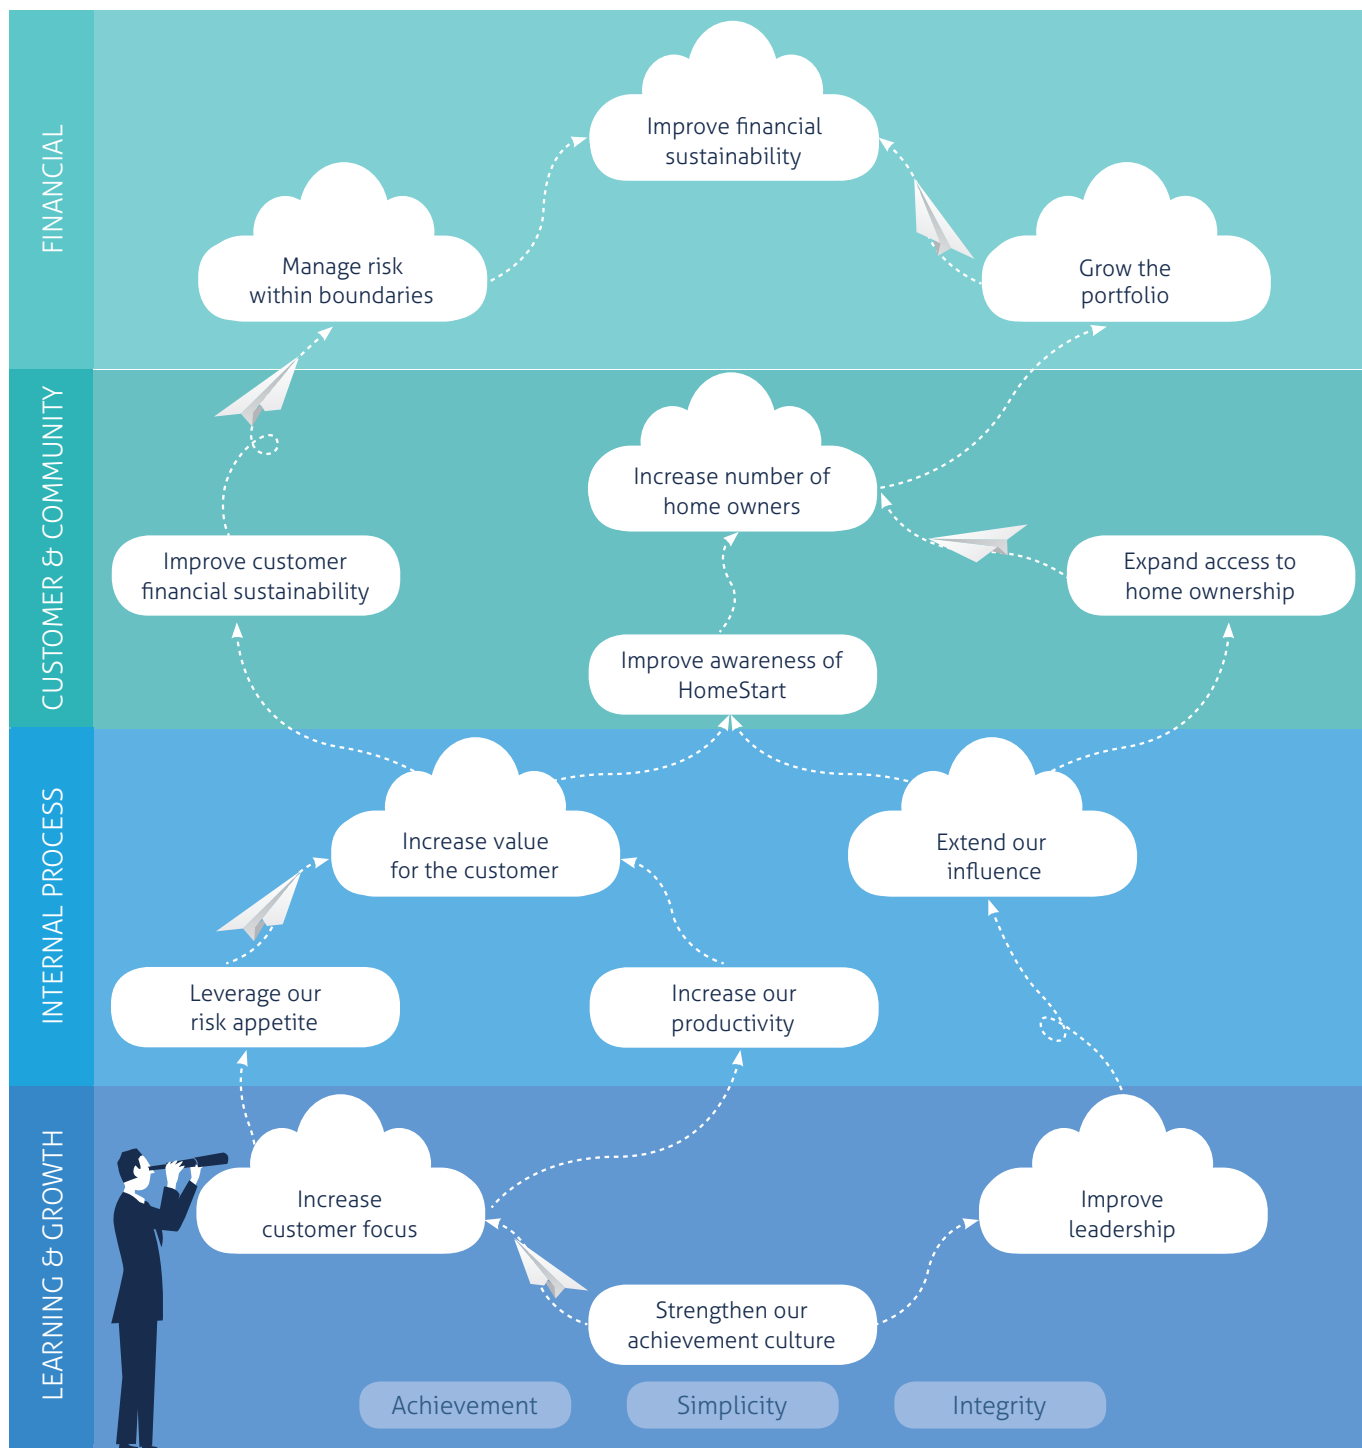 FINANCIAL
Improve financial
sustainability
Manage risk
within boundaries
Grow the
portfolio
CUSTOMER & COMMUNITY
Increase number of
home owners
Improve customer
financial sustainability
Expand access to
home ownership
Improve awareness of
HomeStart
INTERNAL PROCESS
Increase value
for the customer
Extend our
influence
Leverage our
risk appetite
Increase our
productivity
LEARNING & GROWTH
Increase
customer focus
Improve
leadership
Strengthen our
achievement culture
Achievement
Simplicity
Integrity